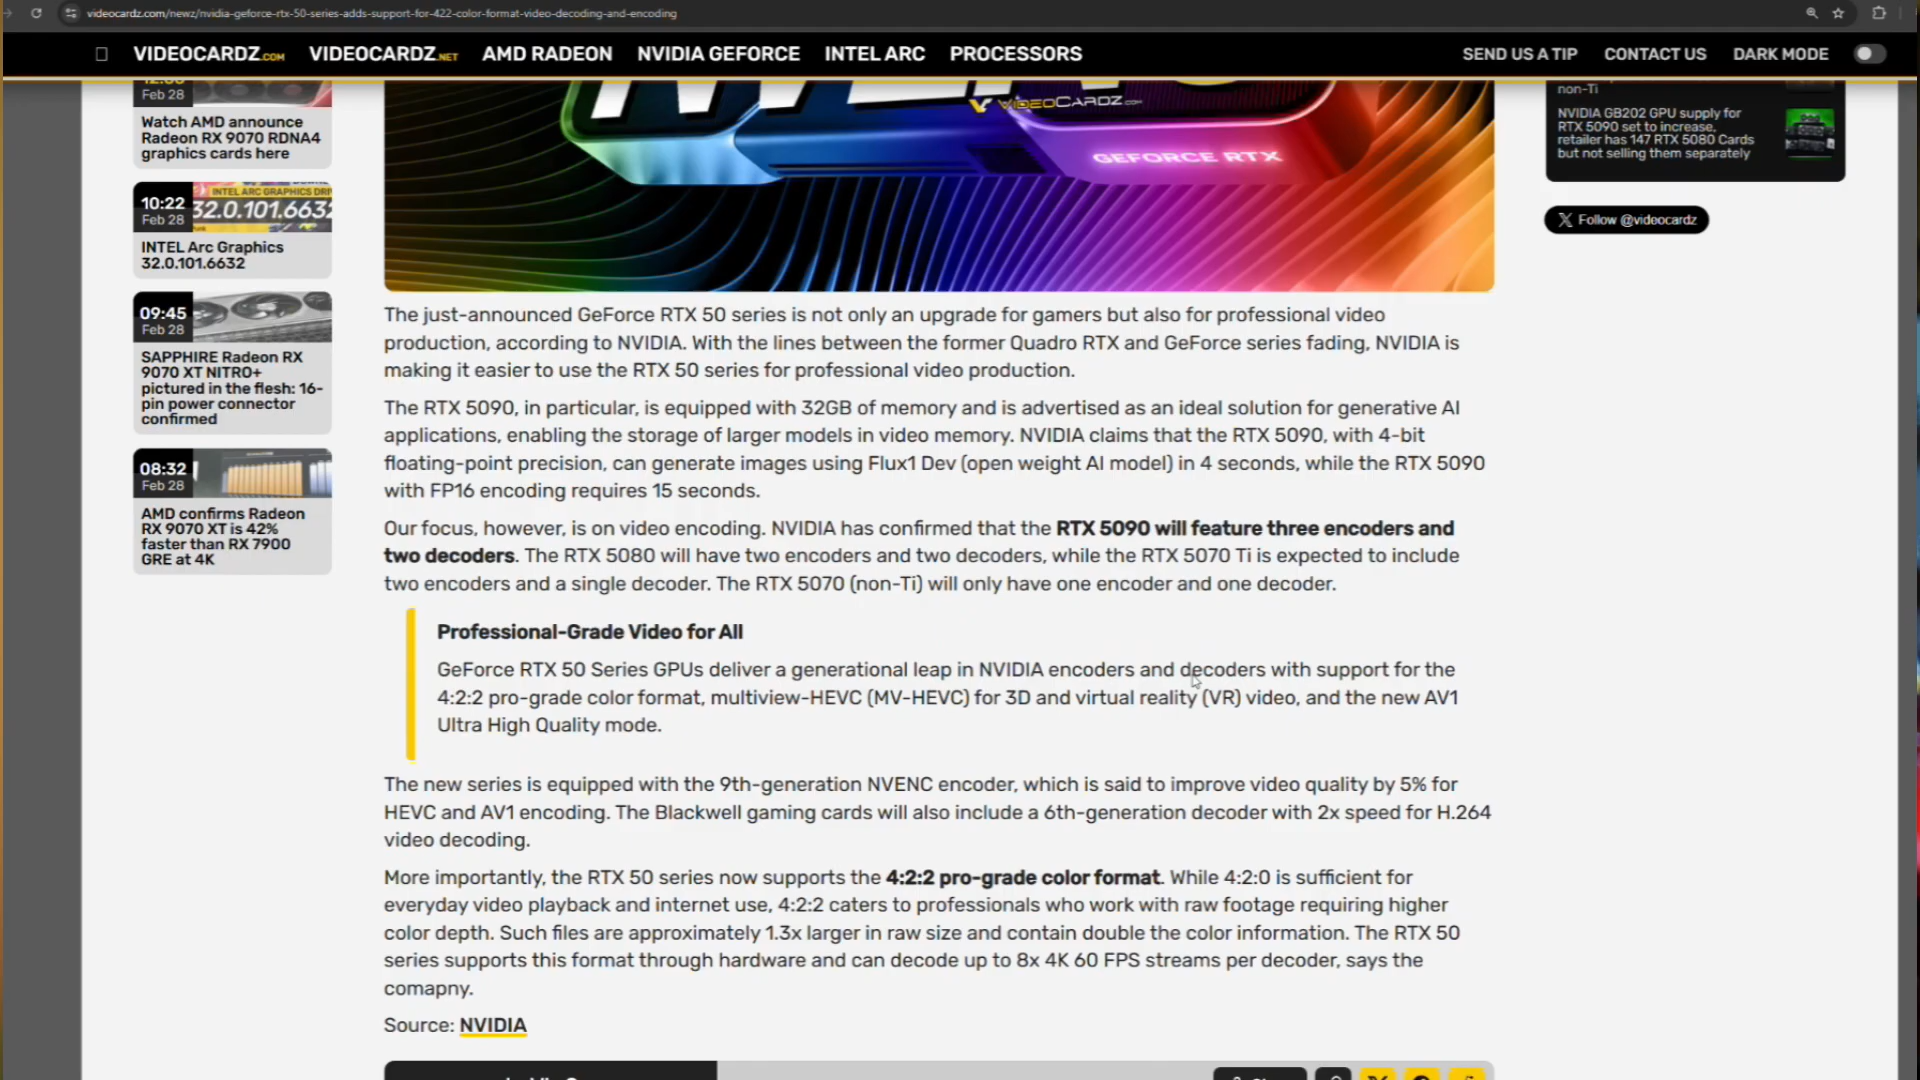 videocardz.com/newz/nvidia-geforce-rtx-50-series-adds-support-for-422-color-format-video-decoding-and-encoding
VIDEOCARDZ.COM VIDEOCARDZ.NET AMD RADEON NVIDIA GEFORCE INTEL ARC PROCESSORS SEND US A TIP CONTACT US DARK MODE
Feb 28
Watch AMD announce
Radeon RX 9070 RDNA4
graphics cards here
10:22
Feb 28
INTEL ARC GRAPHICS
32.0.101.6632
INTEL Arc Graphics
32.0.101.6632
09:45
Feb 28
SAPPHIRE Radeon RX
9070 XT NITRO+
pictured in the flesh: 16-
pin power connector
confirmed
08:32
Feb 28
AMD confirms Radeon
RX 9070 XT is 42%
faster than RX 7900
GRE at 4K
VIDEOCARDZ.COM
GEFORCE RTX
The just-announced GeForce RTX 50 series is not only an upgrade for gamers but also for professional video
production, according to NVIDIA. With the lines between the former Quadro RTX and GeForce series fading, NVIDIA is
making it easier to use the RTX 50 series for professional video production.
The RTX 5090, in particular, is equipped with 32GB of memory and is advertised as an ideal solution for generative AI
applications, enabling the storage of larger models in video memory. NVIDIA claims that the RTX 5090, with 4-bit
floating-point precision, can generate images using Flux1 Dev (open weight AI model) in 4 seconds, while the RTX 5090
with FP16 encoding requires 15 seconds.
Our focus, however, is on video encoding. NVIDIA has confirmed that the RTX 5090 will feature three encoders and
two decoders. The RTX 5080 will have two encoders and two decoders, while the RTX 5070 Ti is expected to include
two encoders and a single decoder. The RTX 5070 (non-Ti) will only have one encoder and one decoder.
Professional-Grade Video for All
GeForce RTX 50 Series GPUs deliver a generational leap in NVIDIA encoders and decoders with support for the
4:2:2 pro-grade color format, multiview-HEVC (MV-HEVC) for 3D and virtual reality (VR) video, and the new AV1
Ultra High Quality mode.
The new series is equipped with the 9th-generation NVENC encoder, which is said to improve video quality by 5% for
HEVC and AV1 encoding. The Blackwell gaming cards will also include a 6th-generation decoder with 2x speed for H.264
video decoding.
More importantly, the RTX 50 series now supports the 4:2:2 pro-grade color format. While 4:2:0 is sufficient for
everyday video playback and internet use, 4:2:2 caters to professionals who work with raw footage requiring higher
color depth. Such files are approximately 1.3x larger in raw size and contain double the color information. The RTX 50
series supports this format through hardware and can decode up to 8x 4K 60 FPS streams per decoder, says the
comapny.
Source: NVIDIA
non-Ti
NVIDIA GB202 GPU supply for
RTX 5090 set to increase,
retailer has 147 RTX 5080 Cards
but not selling them separately
Follow @videocardz